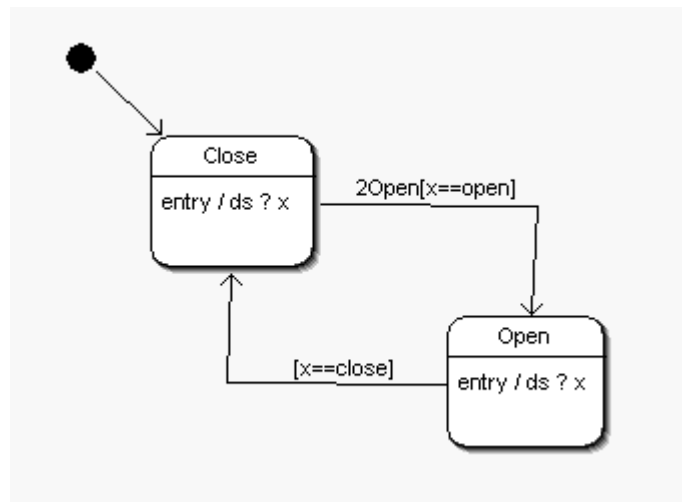 Close
entry / ds ? x
2Open[x==open]
Open
[x==close]
entry / ds ? x